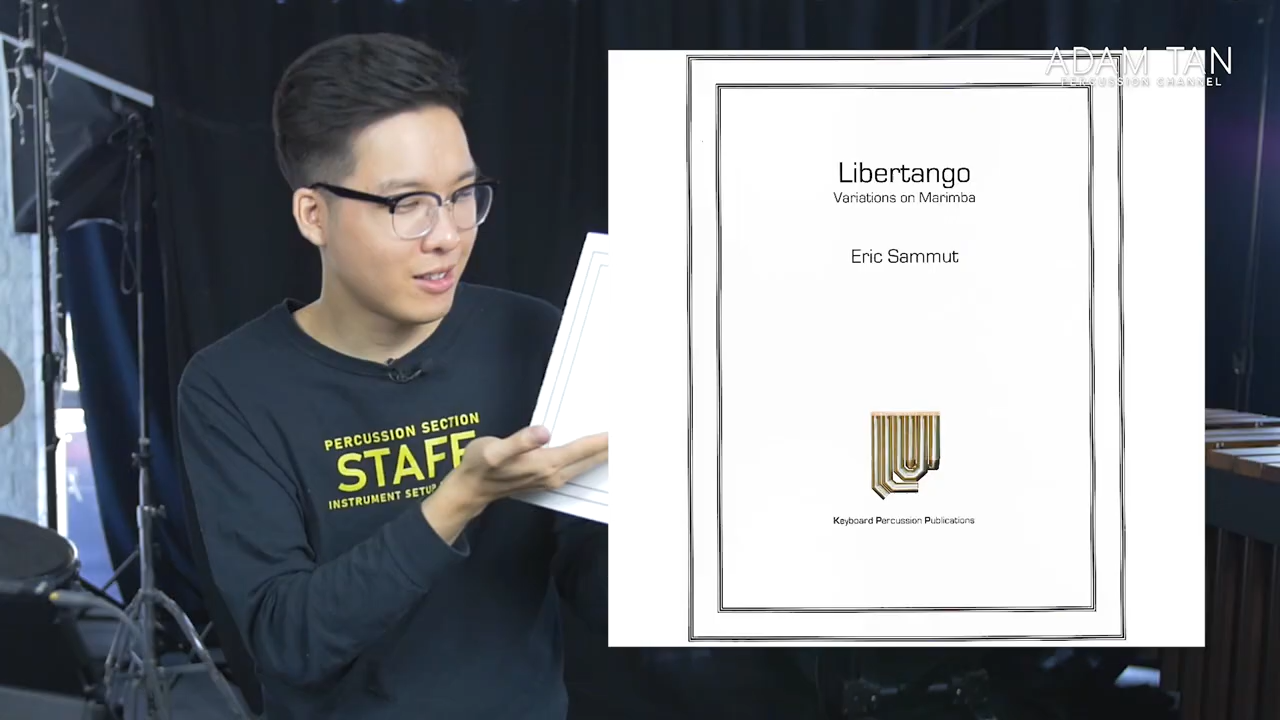 ADAM TAN
PERCUSSION CHANNEL
Libertango
Variations on Marimba
Eric Sammut
Keyboard Percussion Publications
PERCUSSION SECTION
STAFF
INSTRUMENT SETUP